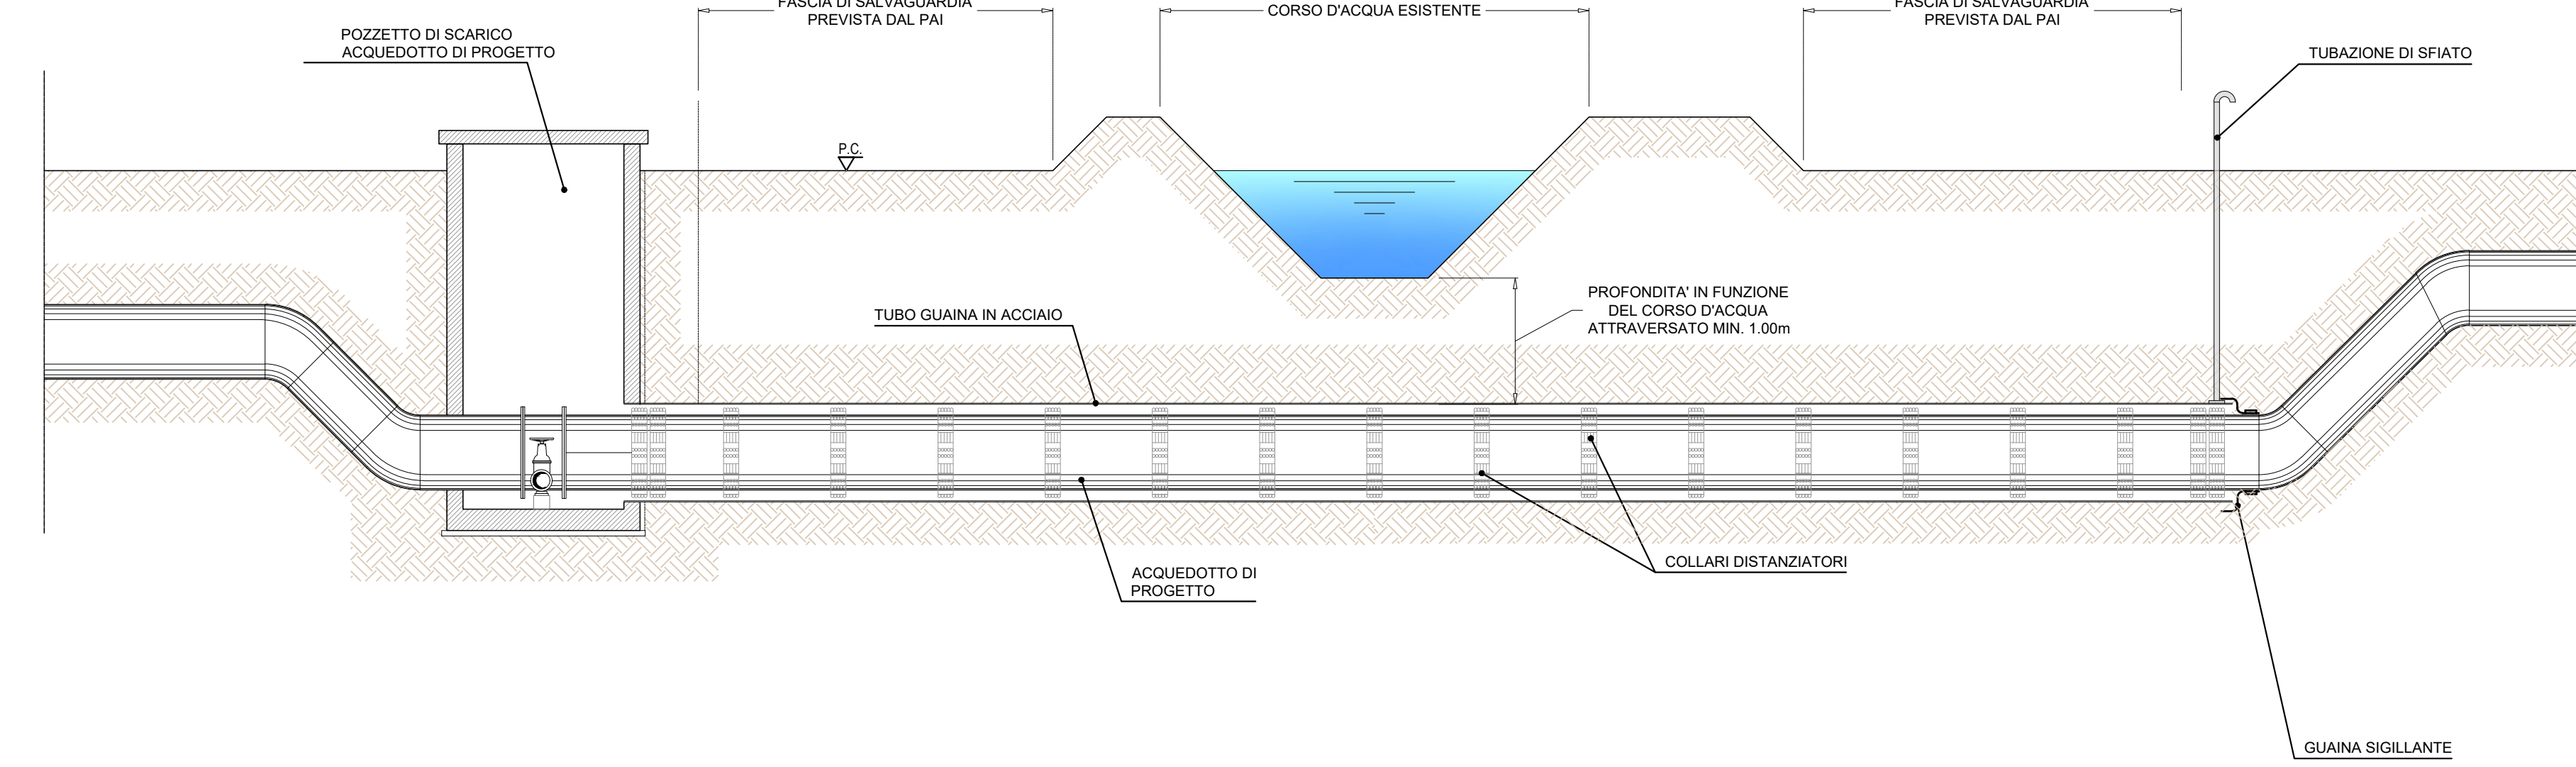 FASCIA DI SALVAGUARDIA
PREVISTA DAL PAI
CORSO D'ACQUA ESISTENTE
FASCIA DI SALVAGUARDIA
PREVISTA DAL PAI
POZZETTO DI SCARICO
ACQUEDOTTO DI PROGETTO
TUBAZIONE DI SFIATO
P.C.
TUBO GUAINA IN ACCIAIO
PROFONDITA' IN FUNZIONE
DEL CORSO D'ACQUA
ATTRAVERSATO MIN. 1.00m
COLLARI DISTANZIATORI
ACQUEDOTTO DI
PROGETTO
GUAINA SIGILLANTE